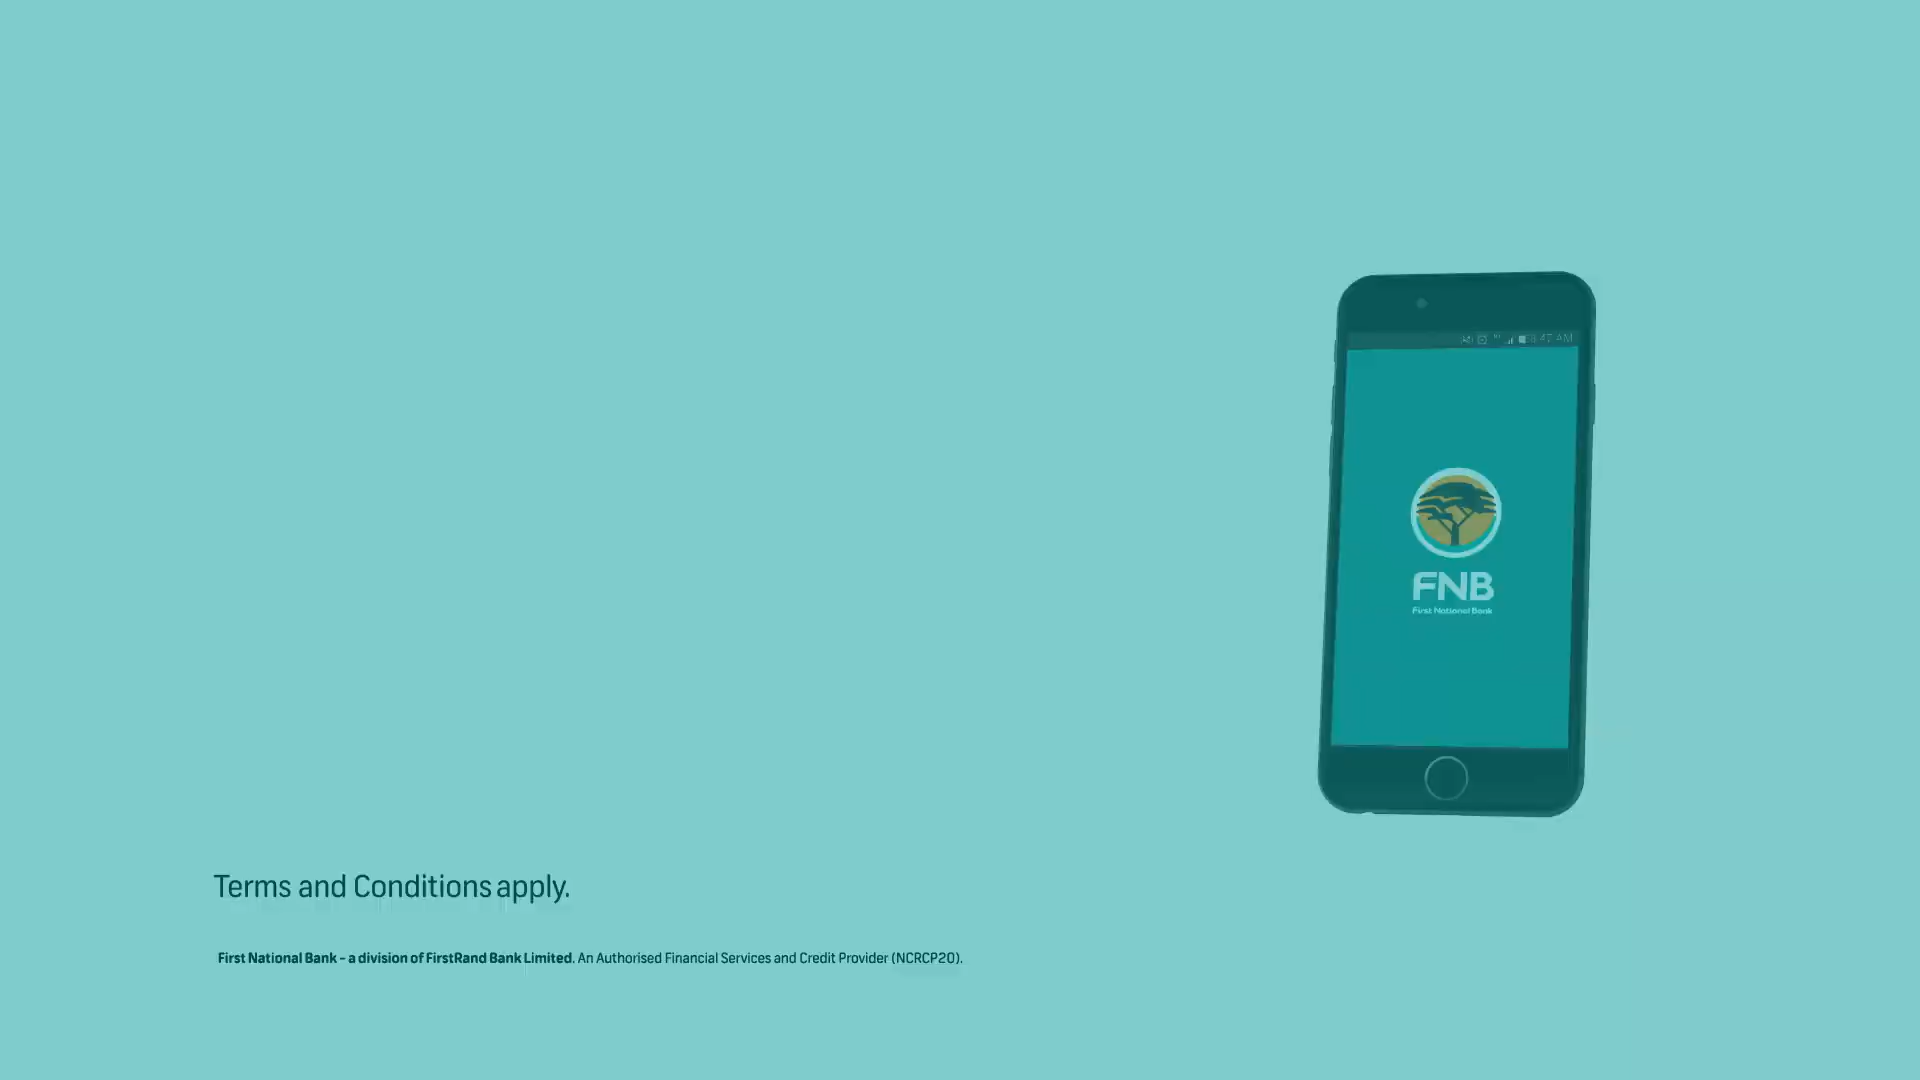 FNB
First National Bank
Terms and Conditions apply.
First National Bank - a division of FirstRand Bank Limited. An Authorised Financial Services and Credit Provider (NCRCP20).